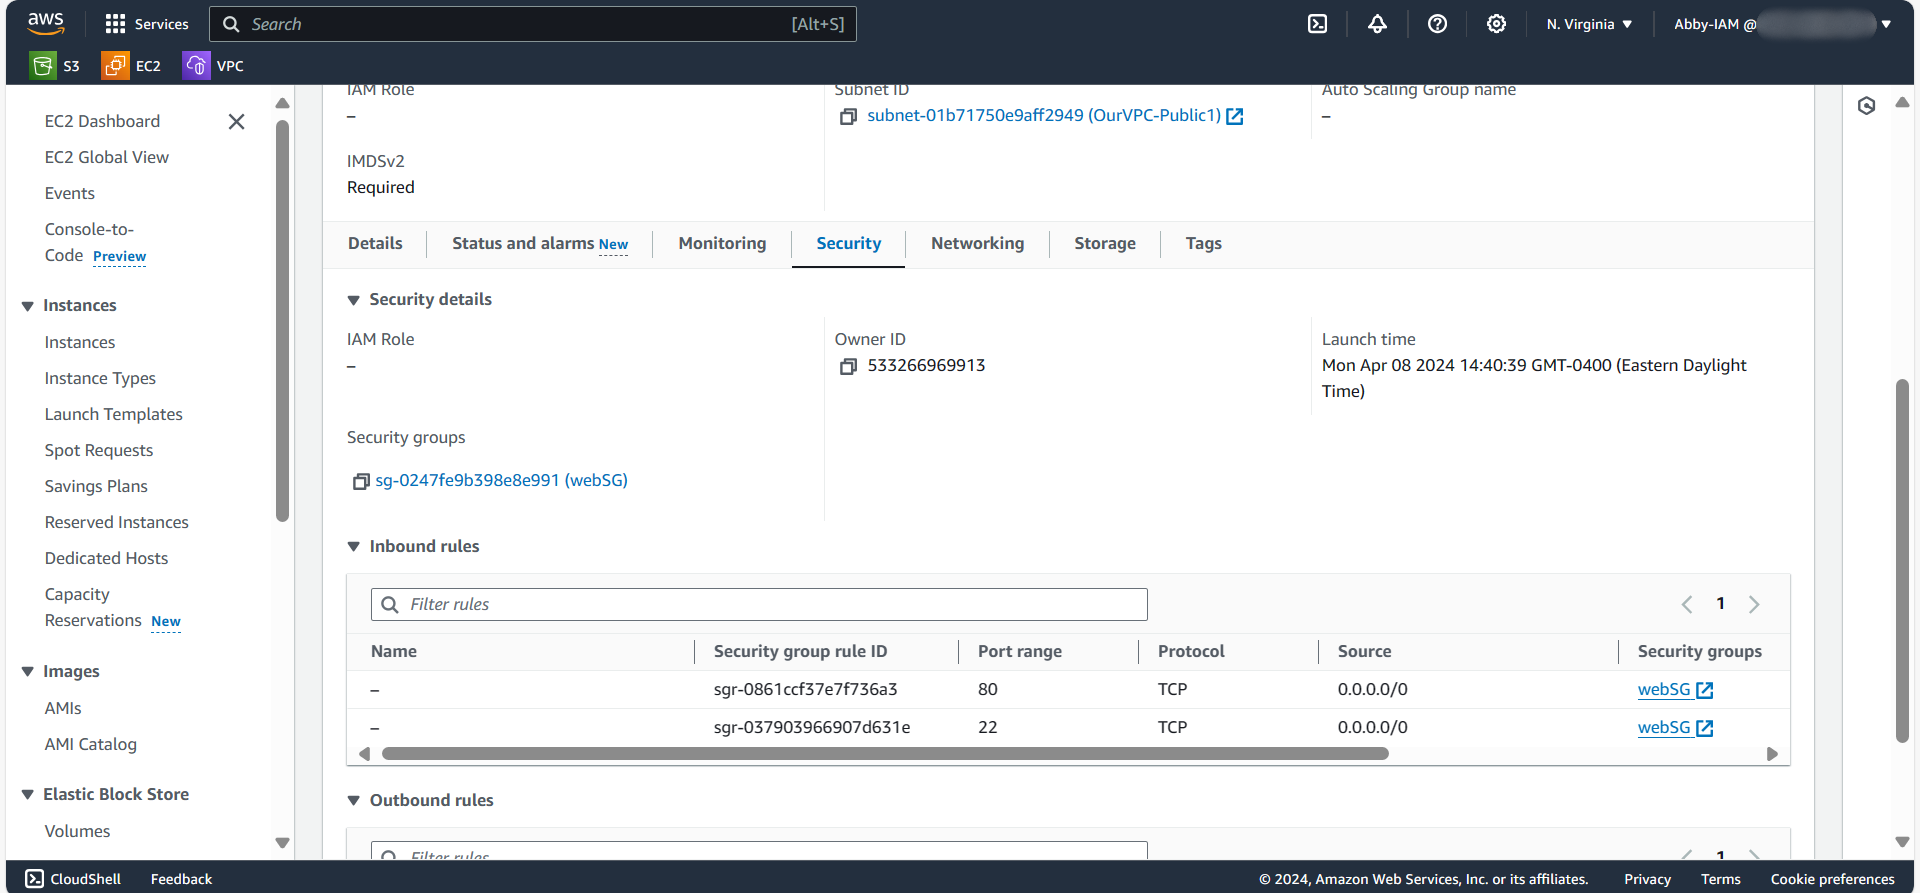 aws
Services
Search
[Alt+S]
N. Virginia
Abby-IAM @
S3
EC2
VPC
EC2 Dashboard
EC2 Global View
Events
Console-to-
Code Preview
Instances
Instances
Instance Types
Launch Templates
Spot Requests
Savings Plans
Reserved Instances
Dedicated Hosts
Capacity
Reservations New
Images
AMIs
AMI Catalog
Elastic Block Store
Volumes
IAM Role
–
Subnet ID
subnet-01b71750e9aff2949 (OurVPC-Public1)
Auto Scaling Group name
–
IMDSv2
Required
Details
Status and alarms New
Monitoring
Security
Networking
Storage
Tags
Security details
IAM Role
–
Owner ID
533266969913
Launch time
Mon Apr 08 2024 14:40:39 GMT-0400 (Eastern Daylight
Time)
Security groups
sg-0247fe9b398e8e991 (webSG)
Inbound rules
Filter rules
1
Name Security group rule ID Port range Protocol Source Security groups
– sgr-0861ccf37e7f736a3 80 TCP 0.0.0.0/0 webSG
– sgr-037903966907d631e 22 TCP 0.0.0.0/0 webSG
Outbound rules
Filter rules
1
CloudShell
Feedback
© 2024, Amazon Web Services, Inc. or its affiliates.
Privacy
Terms
Cookie preferences